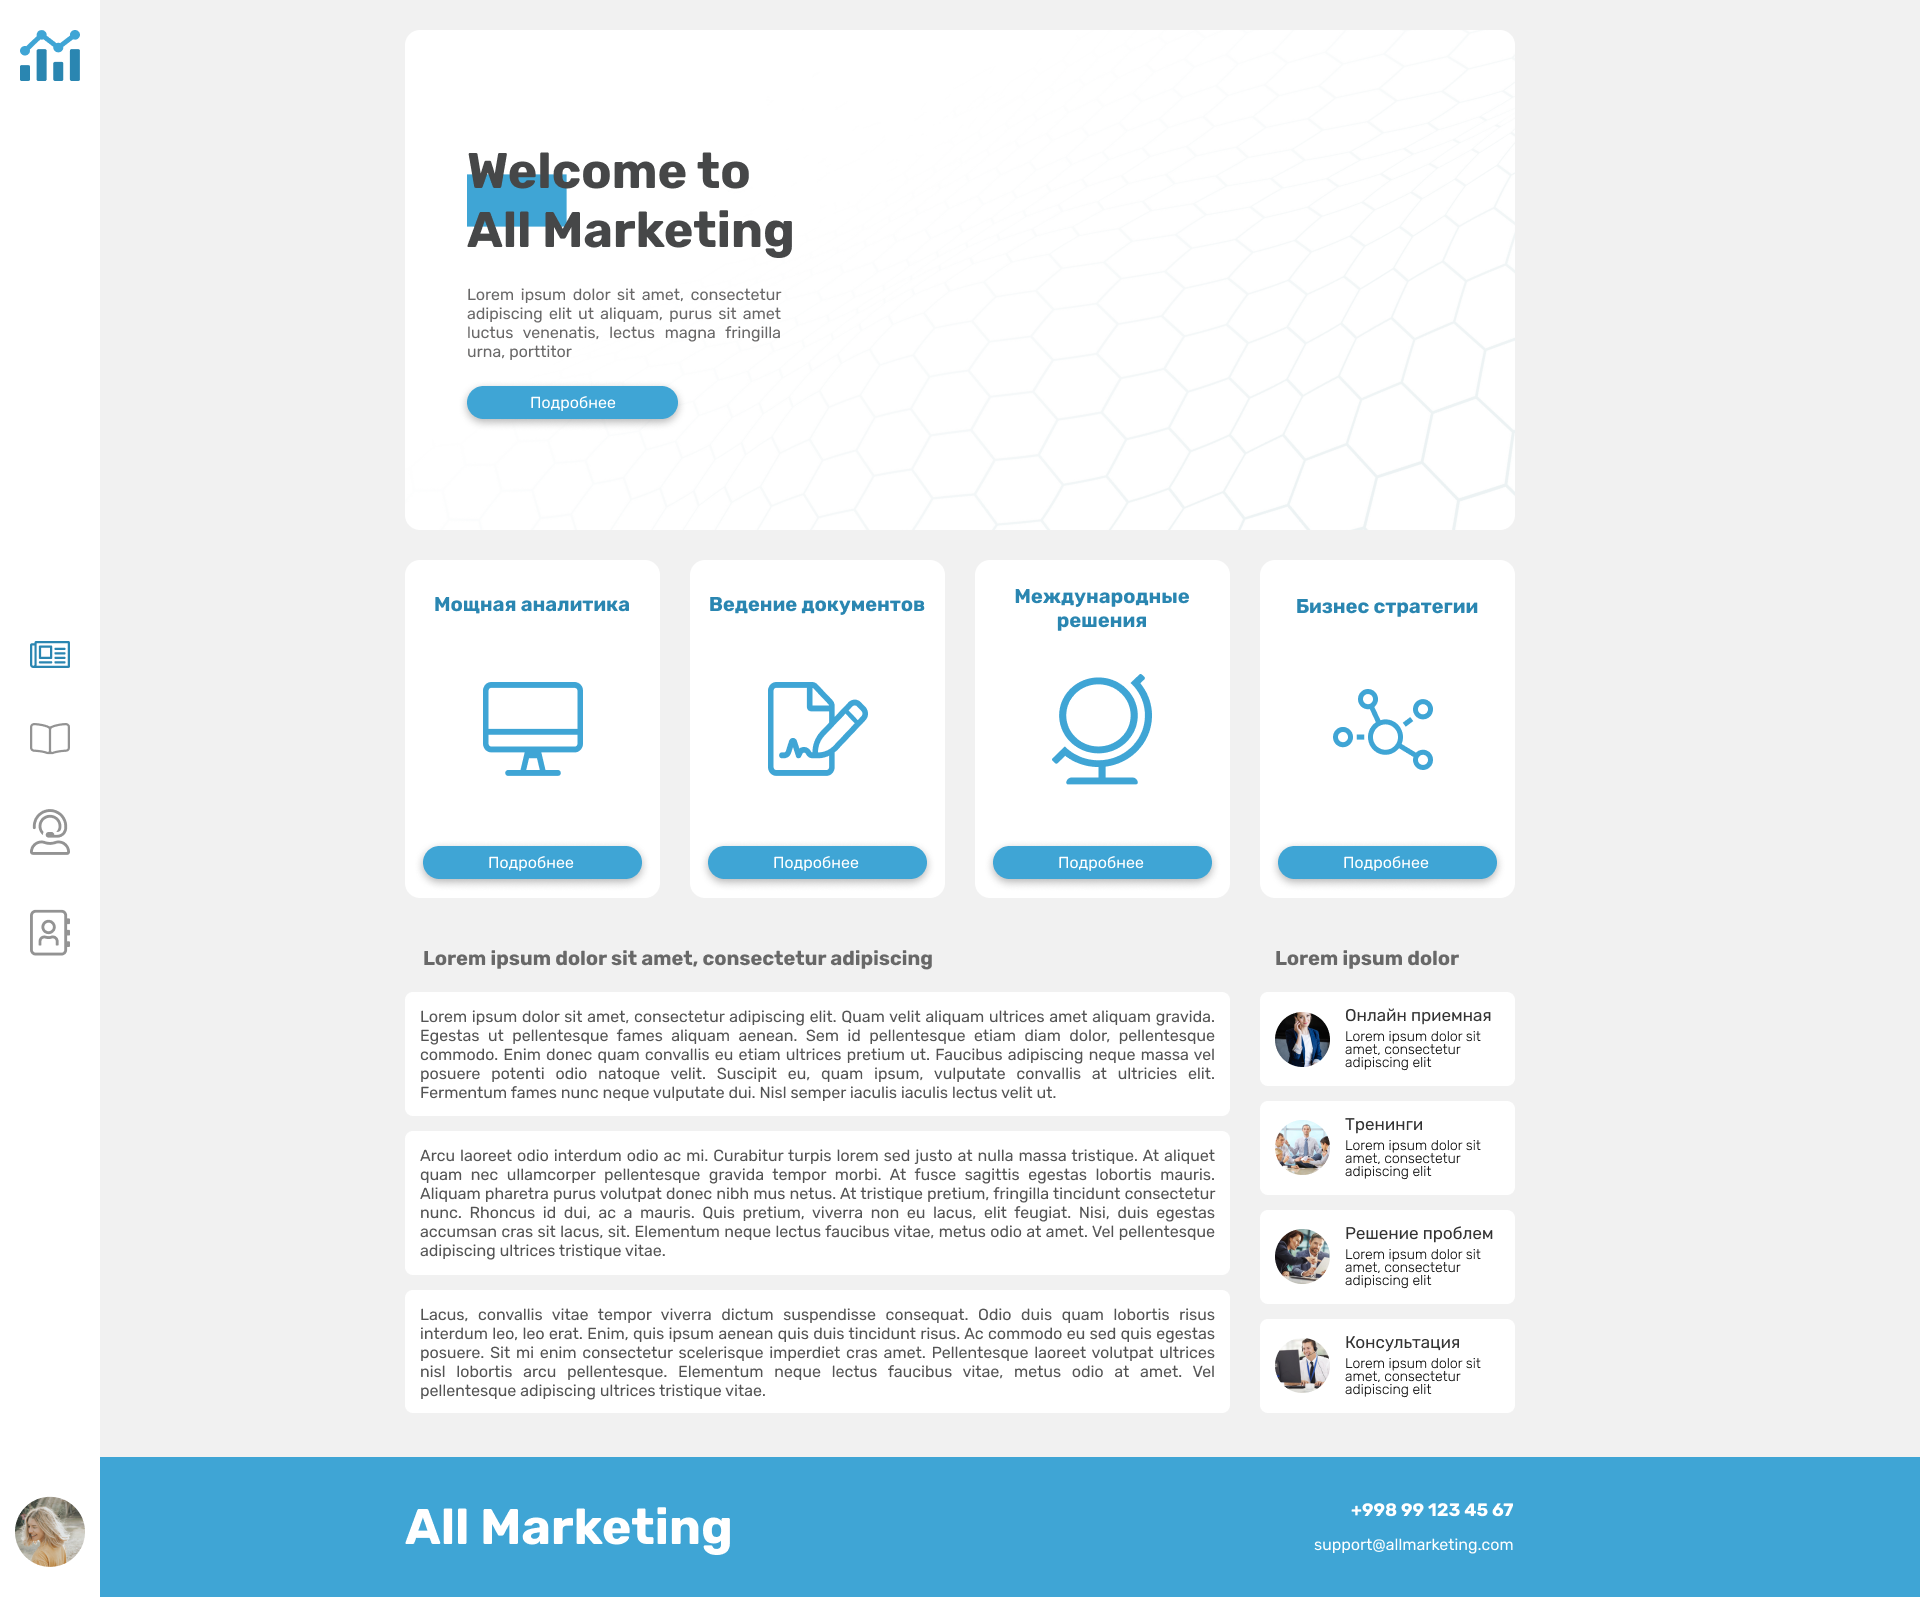 Welcome to
All Marketing
Lorem ipsum dolor sit amet, consectetur
adipiscing elit ut aliquam, purus sit amet
luctus venenatis, lectus magna fringilla
urna, porttitor
Подробнее
Мощная аналитика
Подробнее
Ведение документов
Подробнее
Международные
решения
Подробнее
Бизнес стратегии
Подробнее
Lorem ipsum dolor sit amet, consectetur adipiscing
Lorem ipsum dolor sit amet, consectetur adipiscing elit. Quam velit aliquam ultrices amet aliquam gravida.
Egestas ut pellentesque fames aliquam aenean. Sem id pellentesque etiam diam dolor, pellentesque
commodo. Enim donec quam convallis eu etiam ultrices pretium ut. Faucibus adipiscing neque massa vel
posuere potenti odio natoque velit. Suscipit eu, quam ipsum, vulputate convallis at ultricies elit.
Fermentum fames nunc neque vulputate dui. Nisl semper iaculis iaculis lectus velit ut.
Arcu laoreet odio interdum odio ac mi. Curabitur turpis lorem sed justo at nulla massa tristique. At aliquet
quam nec ullamcorper pellentesque gravida tempor morbi. At fusce sagittis egestas lobortis mauris.
Aliquam pharetra purus volutpat donec nibh mus netus. At tristique pretium, fringilla tincidunt consectetur
nunc. Rhoncus id dui, ac a mauris. Quis pretium, viverra non eu lacus, elit feugiat. Nisi, duis egestas
accumsan cras sit lacus, sit. Elementum neque lectus faucibus vitae, metus odio at amet. Vel pellentesque
adipiscing ultrices tristique vitae.
Lacus, convallis vitae tempor viverra dictum suspendisse consequat. Odio duis quam lobortis risus
interdum leo, leo erat. Enim, quis ipsum aenean quis duis tincidunt risus. Ac commodo eu sed quis egestas
posuere. Sit mi enim consectetur scelerisque imperdiet cras amet. Pellentesque laoreet volutpat ultrices
nisl lobortis arcu pellentesque. Elementum neque lectus faucibus vitae, metus odio at amet. Vel
pellentesque adipiscing ultrices tristique vitae.
Lorem ipsum dolor
Онлайн приемная
Lorem ipsum dolor sit
amet, consectetur
adipiscing elit
Тренинги
Lorem ipsum dolor sit
amet, consectetur
adipiscing elit
Решение проблем
Lorem ipsum dolor sit
amet, consectetur
adipiscing elit
Консультация
Lorem ipsum dolor sit
amet, consectetur
adipiscing elit
All Marketing
+998 99 123 45 67
support@allmarketing.com